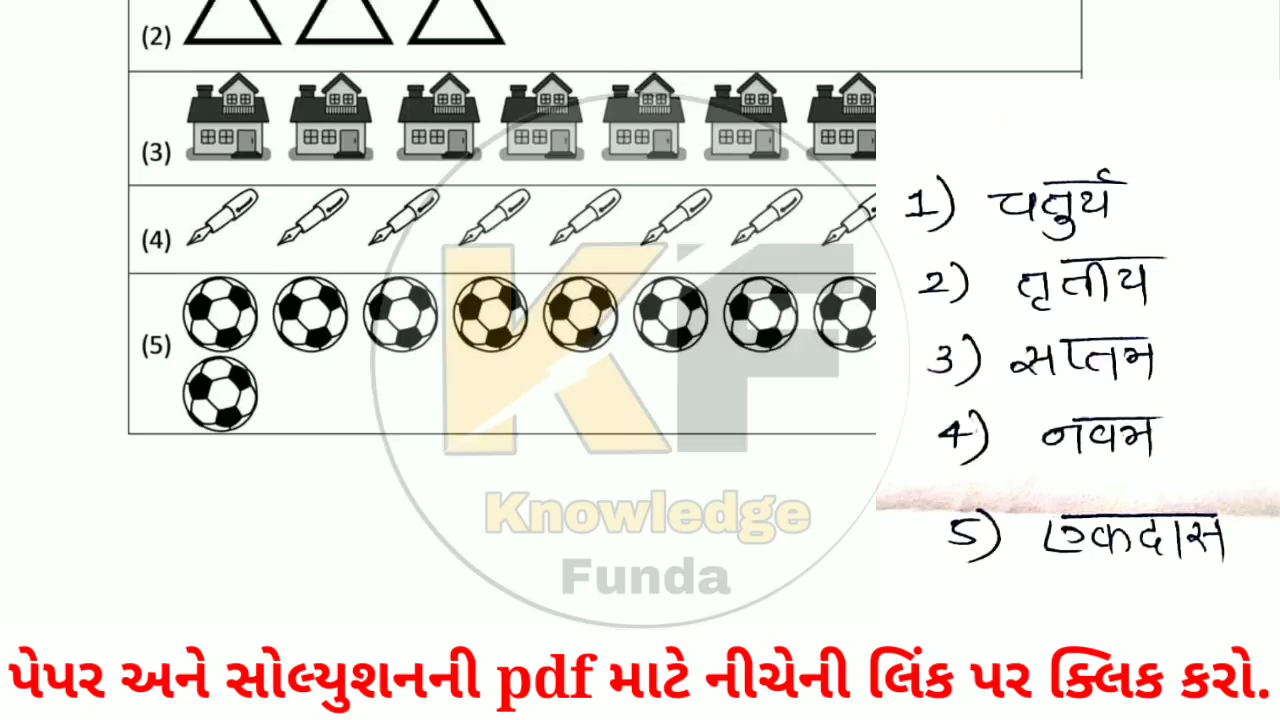 (2)
(3)
(4)
(5)
1) चतुर्थ
2) तृतीय
3) सप्तम
4) नवम
5) एकदास
KF
Knowledge
Funda
પેપર અને સોલ્યુશનની pdf માટે નીચેની લિંક પર ક્લિક કરો.